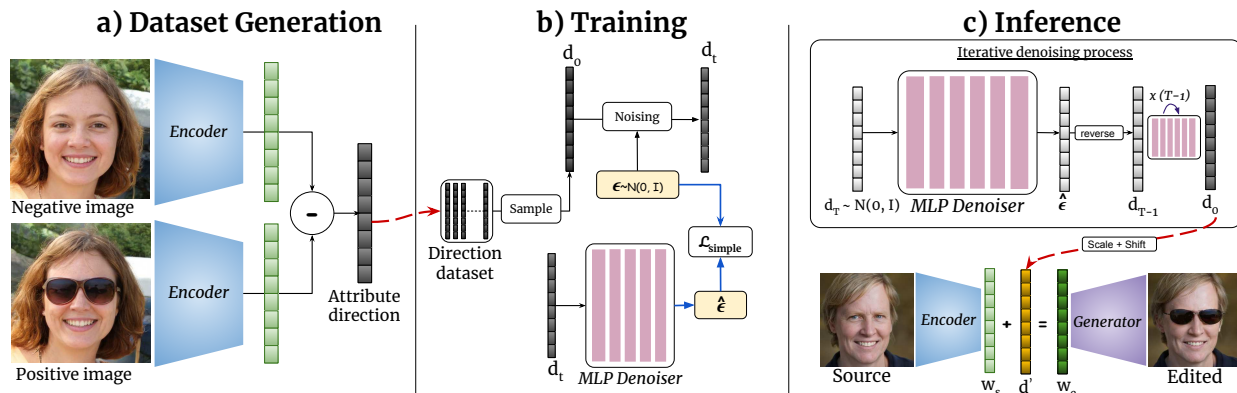 a) Dataset Generation
Encoder
Negative image
-
Encoder
Positive image
Attribute
direction
b) Training
d₀
dₜ
Noising
ϵ~N(0, I)
Sample
Direction
dataset
ℒsimple
ϵ̂
dₜ
MLP Denoiser
c) Inference
Iterative denoising process
x (T-1)
reverse
d_T ~ N(0, I)
MLP Denoiser
ϵ̂
d_T-1
d₀
Scale + Shift
Encoder
+
=
Generator
Source
Edited
wₛ
d'
wₑ